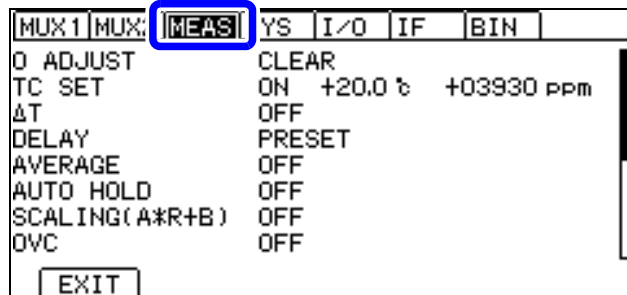 MUX1 MUX2 MEAS YS I/O IF BIN
0 ADJUST CLEAR
TC SET ON +20.0 ℃ +03930 ppm
ΔT OFF
DELAY PRESET
AVERAGE OFF
AUTO HOLD OFF
SCALING(A*R+B) OFF
OVC OFF
EXIT